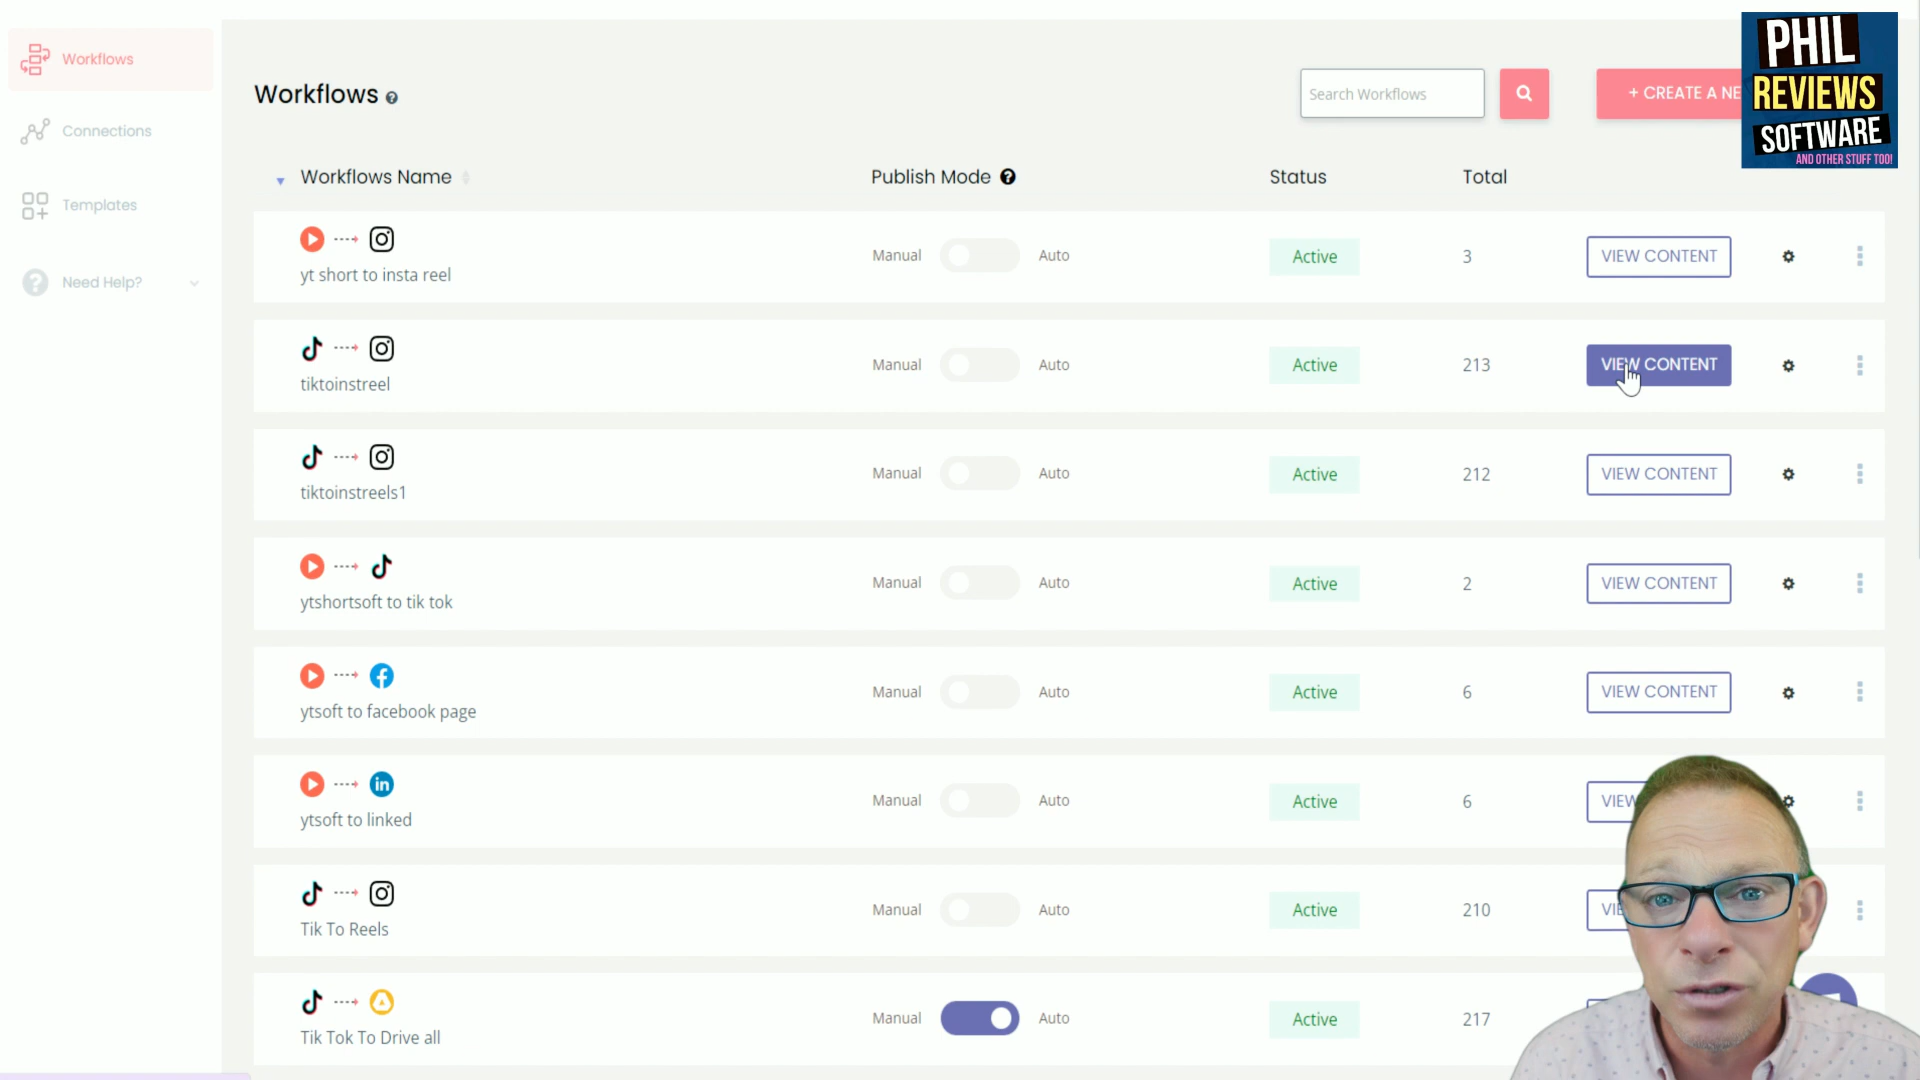 Workflows
Connections
Templates
Need Help?
Workflows
Search Workflows
+ CREATE A NE
PHIL
REVIEWS
SOFTWARE
AND OTHER STUFF TOO!
Workflows Name
Publish Mode
Status
Total
yt short to insta reel
Manual
Auto
Active
3
VIEW CONTENT
tiktoinstreel
Manual
Auto
Active
213
VIEW CONTENT
tiktoinstreels1
Manual
Auto
Active
212
VIEW CONTENT
ytshortsoft to tik tok
Manual
Auto
Active
2
VIEW CONTENT
ytsoft to facebook page
Manual
Auto
Active
6
VIEW CONTENT
in
ytsoft to linked
Manual
Auto
Active
6
Tik To Reels
Manual
Auto
Active
210
Tik Tok To Drive all
Manual
Auto
Active
217